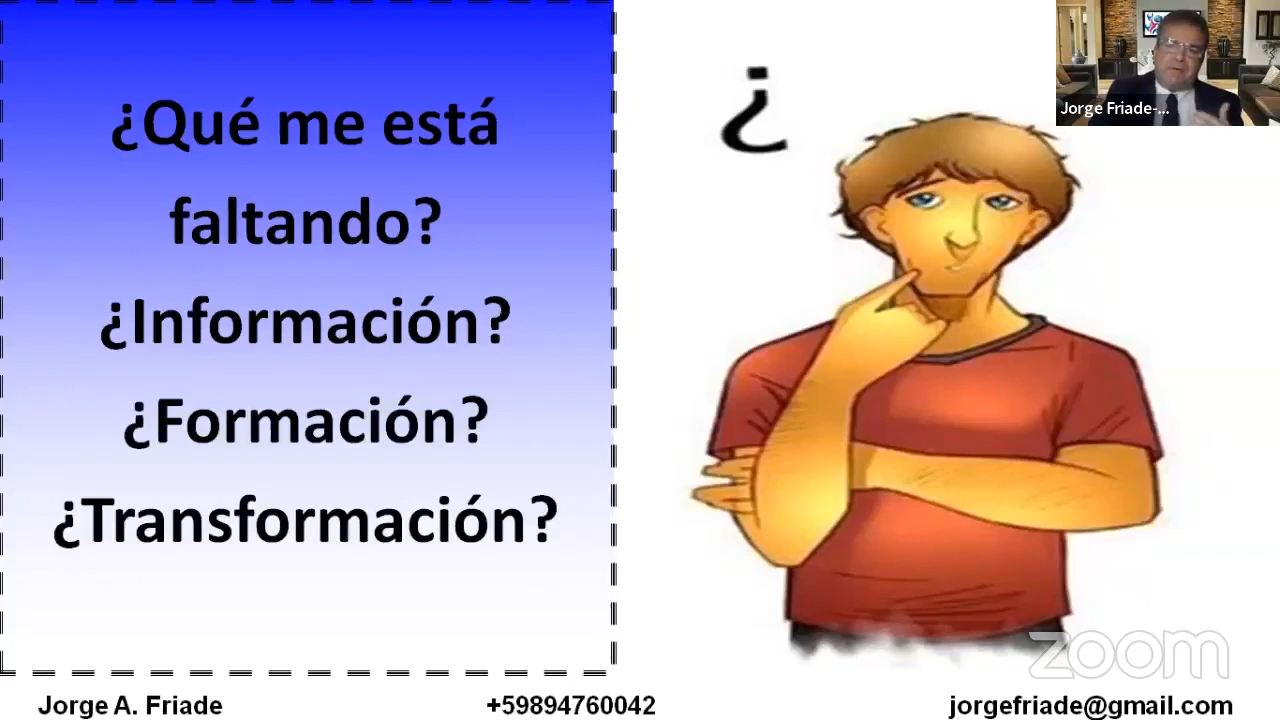 ¿Qué me está
faltando?
¿Información?
¿Formación?
¿Transformación?
¿
Jorge Friade-...
zoom
Jorge A. Friade
+59894760042
jorgefriade@gmail.com